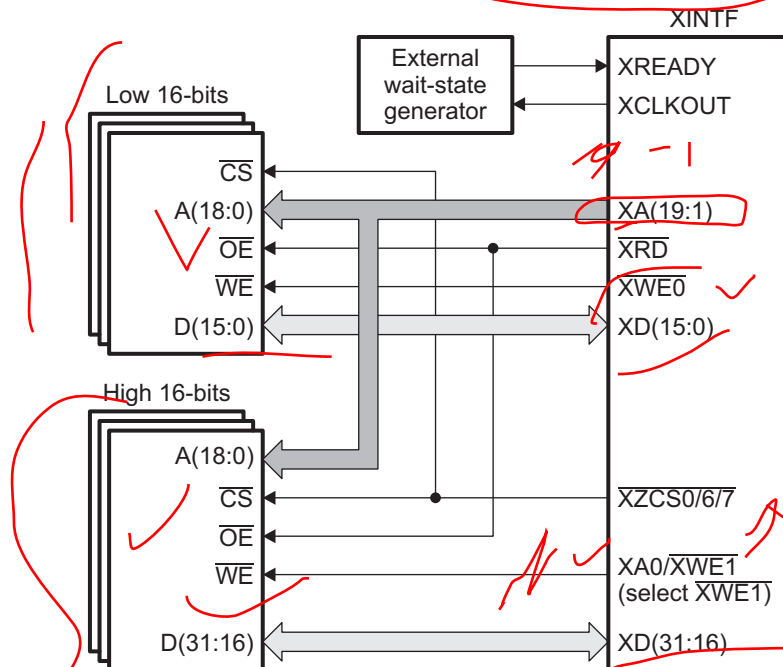 XINTF
External
wait-state
generator
XREADY
XCLKOUT
Low 16-bits
CS
A(18:0)
OE
WE
D(15:0)
XA(19:1)
XRD
XWE0
XD(15:0)
High 16-bits
A(18:0)
CS
OE
WE
D(31:16)
XZCS0/6/7
XA0/XWE1
(select XWE1)
XD(31:16)